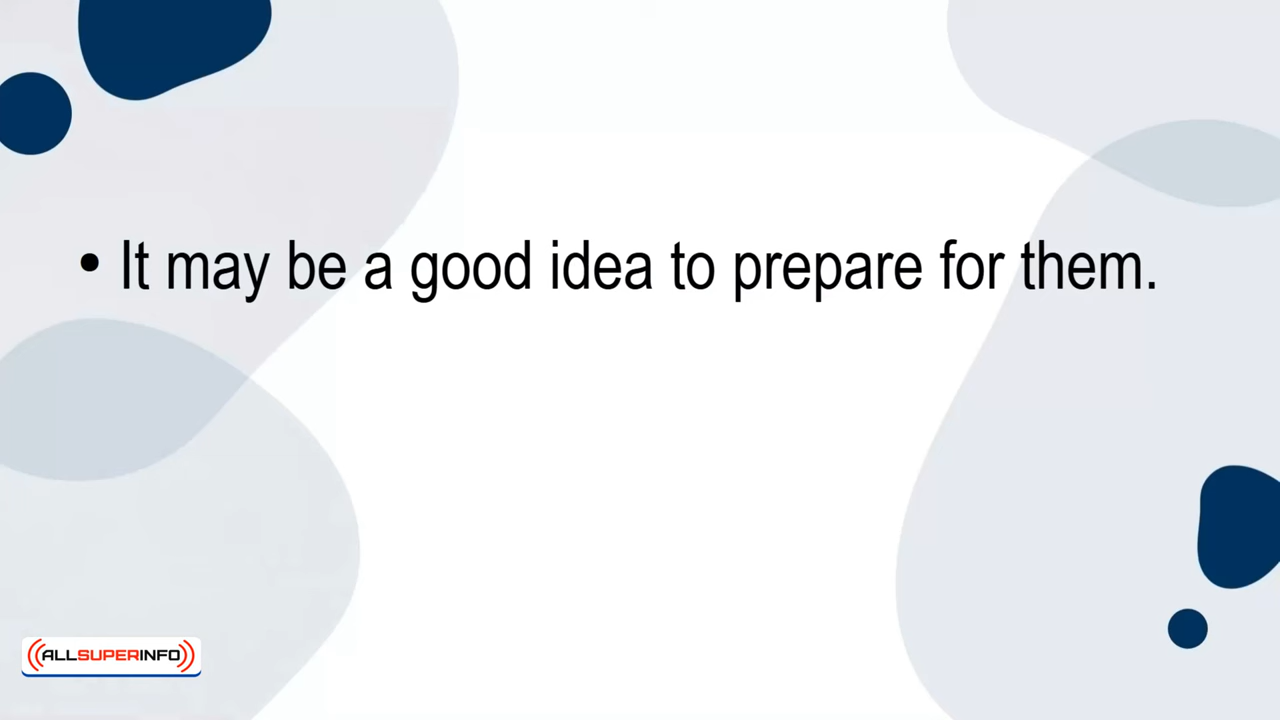 • It may be a good idea to prepare for them.
((ALLSUPERINFO))